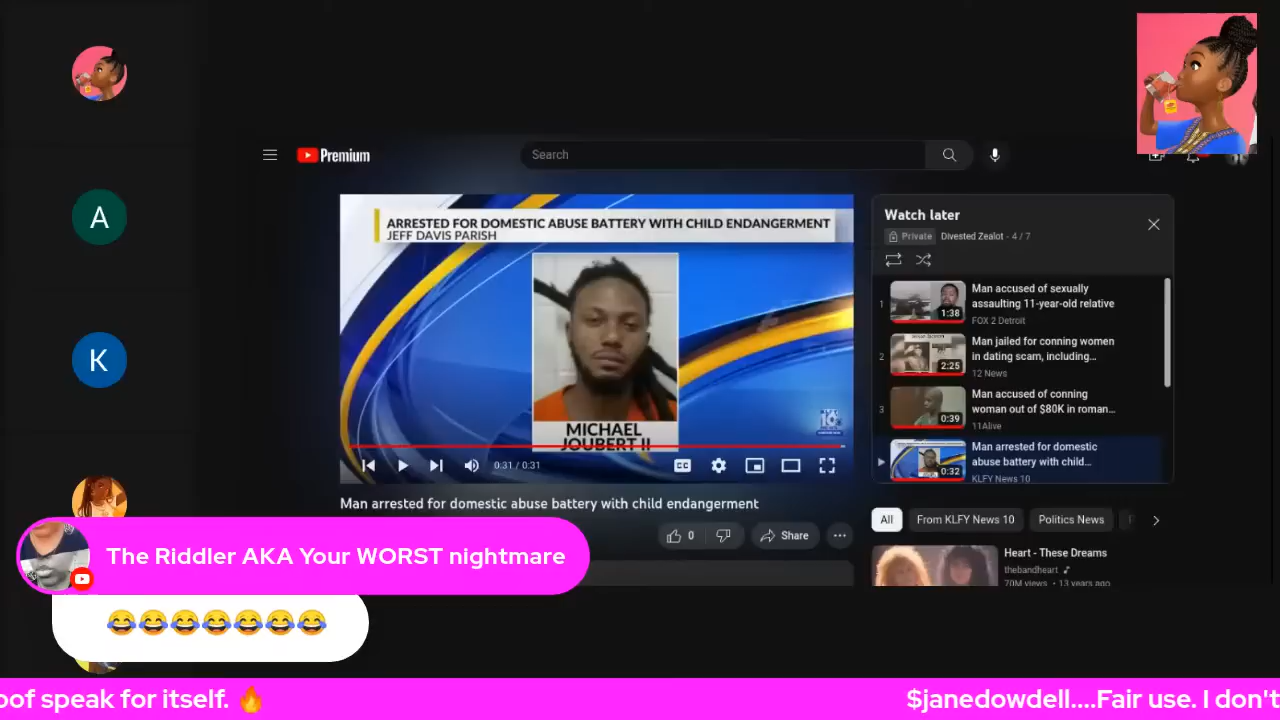 Premium
Search
ARRESTED FOR DOMESTIC ABUSE BATTERY WITH CHILD ENDANGERMENT
JEFF DAVIS PARISH
MICHAEL
JOUBERT II
0:31 / 0:31
CC
Man arrested for domestic abuse battery with child endangerment
0
Share
Watch later
Private
Divested Zealot - 4 / 7
1
1:38
Man accused of sexually
assaulting 11-year-old relative
FOX 2 Detroit
2
2:25
Man jailed for conning women
in dating scam, including...
12 News
3
0:39
Man accused of conning
woman out of $80K in roman...
11Alive
0:32
Man arrested for domestic
abuse battery with child...
KLFY News 10
All
From KLFY News 10
Politics News
Heart - These Dreams
thebandheart
70M views • 13 years ago
A
K
The Riddler AKA Your WORST nightmare
😂😂😂😂😂😂😂
oof speak for itself. 🔥
$janedowdell....Fair use. I don't